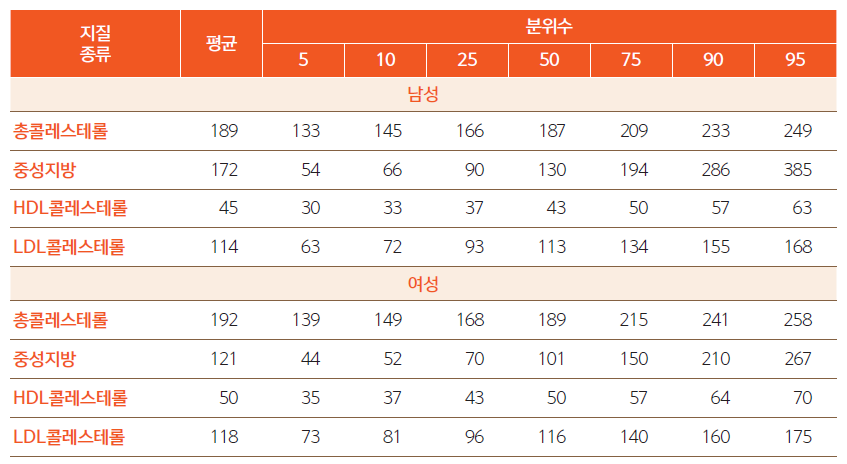 지질
종류 평균 분위수
5 10 25 50 75 90 95
남성
총콜레스테롤 189 133 145 166 187 209 233 249
중성지방 172 54 66 90 130 194 286 385
HDL콜레스테롤 45 30 33 37 43 50 57 63
LDL콜레스테롤 114 63 72 93 113 134 155 168
여성
총콜레스테롤 192 139 149 168 189 215 241 258
중성지방 121 44 52 70 101 150 210 267
HDL콜레스테롤 50 35 37 43 50 57 64 70
LDL콜레스테롤 118 73 81 96 116 140 160 175